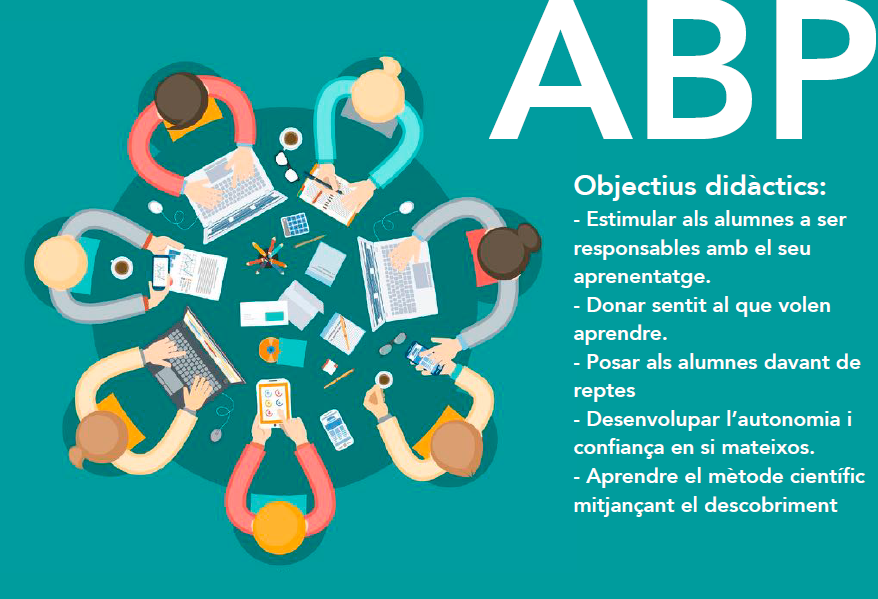 ABP
Objectius didàctics:
- Estimular als alumnes a ser
responsables amb el seu
aprenentatge.
- Donar sentit al que volen
aprendre.
- Posar als alumnes davant de
reptes
- Desenvolupar l’autonomia i
confiança en si mateixos.
- Aprendre el mètode científic
mitjançant el descobriment